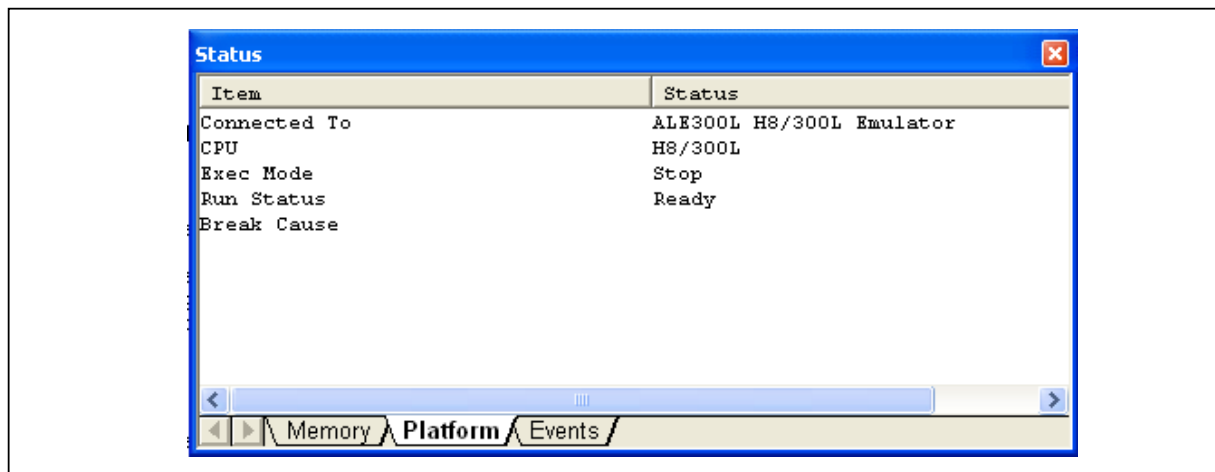 Status
Item Status
Connected To ALE300L H8/300L Emulator
CPU H8/300L
Exec Mode Stop
Run Status Ready
Break Cause
Memory Platform Events